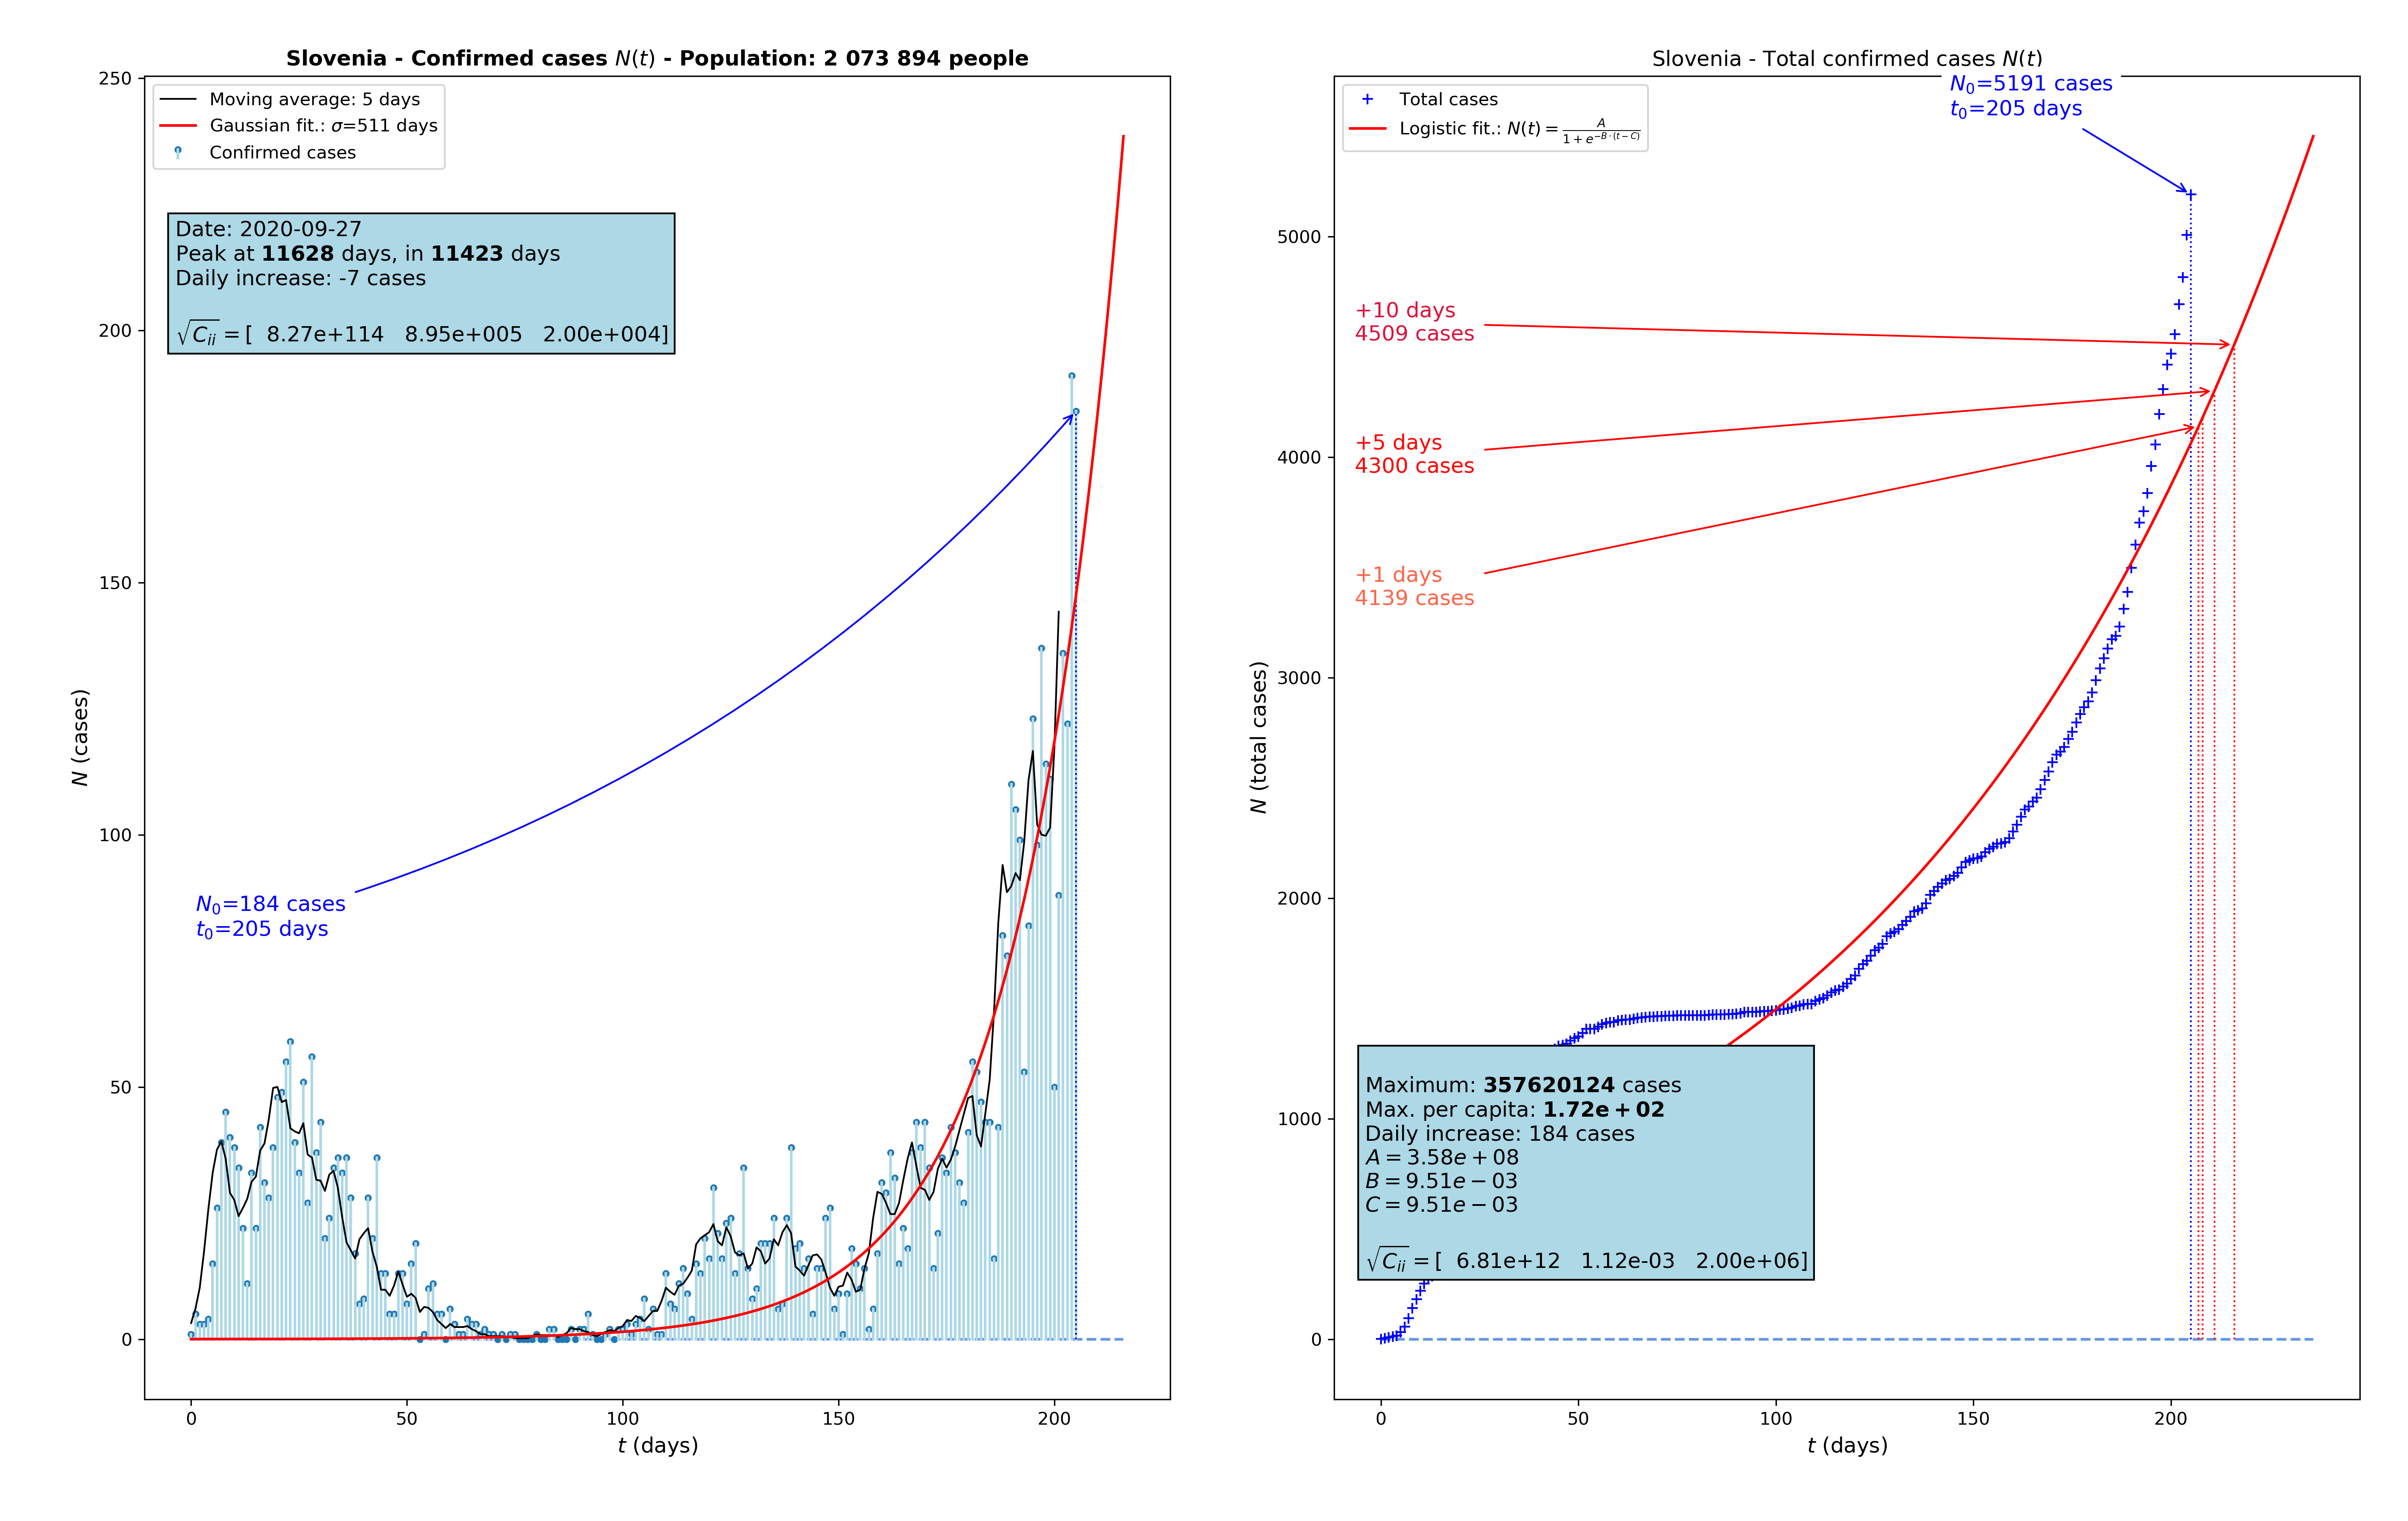 Slovenia - Confirmed cases N(t) - Population: 2 073 894 people
250
200
150
100
50
0
N (cases)
Moving average: 5 days
Gaussian fit.: σ=511 days
Confirmed cases
Date: 2020-09-27
Peak at 11628 days, in 11423 days
Daily increase: -7 cases
√Cii = [ 8.27e+114 8.95e+005 2.00e+004]
N0=184 cases
t0=205 days
0 50 100 150 200
t (days)
Slovenia - Total confirmed cases N(t)
N0=5191 cases
t0=205 days
Total cases
Logistic fit.: N(t) = A / (1 + e^(−B·(t−C)))
5000
4000
3000
2000
1000
0
N (total cases)
+10 days
4509 cases
+5 days
4300 cases
+1 days
4139 cases
Maximum: 357620124 cases
Max. per capita: 1.72e + 02
Daily increase: 184 cases
A = 3.58e + 08
B = 9.51e − 03
C = 9.51e − 03
√Cii = [ 6.81e+12 1.12e-03 2.00e+06]
0 50 100 150 200
t (days)